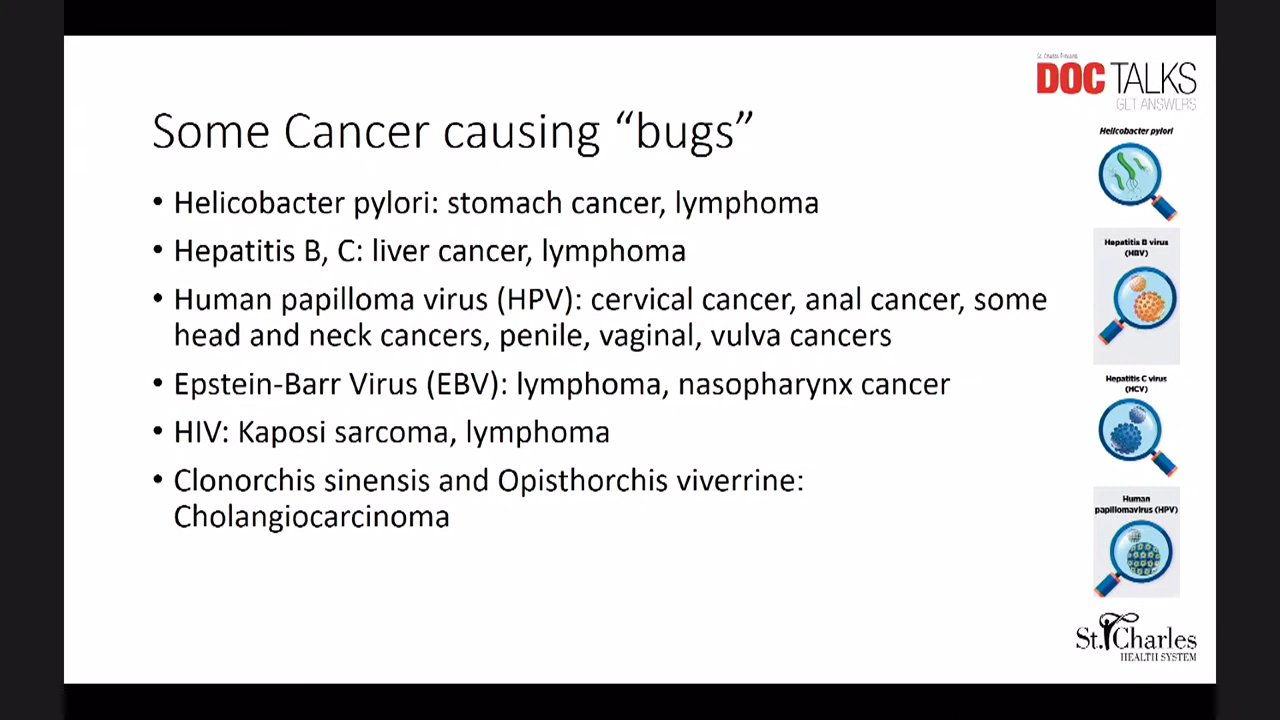 St. Charles Presents
DOC TALKS
GET ANSWERS
Some Cancer causing “bugs”
• Helicobacter pylori: stomach cancer, lymphoma
• Hepatitis B, C: liver cancer, lymphoma
• Human papilloma virus (HPV): cervical cancer, anal cancer, some
head and neck cancers, penile, vaginal, vulva cancers
• Epstein-Barr Virus (EBV): lymphoma, nasopharynx cancer
• HIV: Kaposi sarcoma, lymphoma
• Clonorchis sinensis and Opisthorchis viverrine:
Cholangiocarcinoma
Helicobacter pylori
Hepatitis B virus
(HBV)
Hepatitis C virus
(HCV)
Human
papillomavirus (HPV)
St. Charles
HEALTH SYSTEM